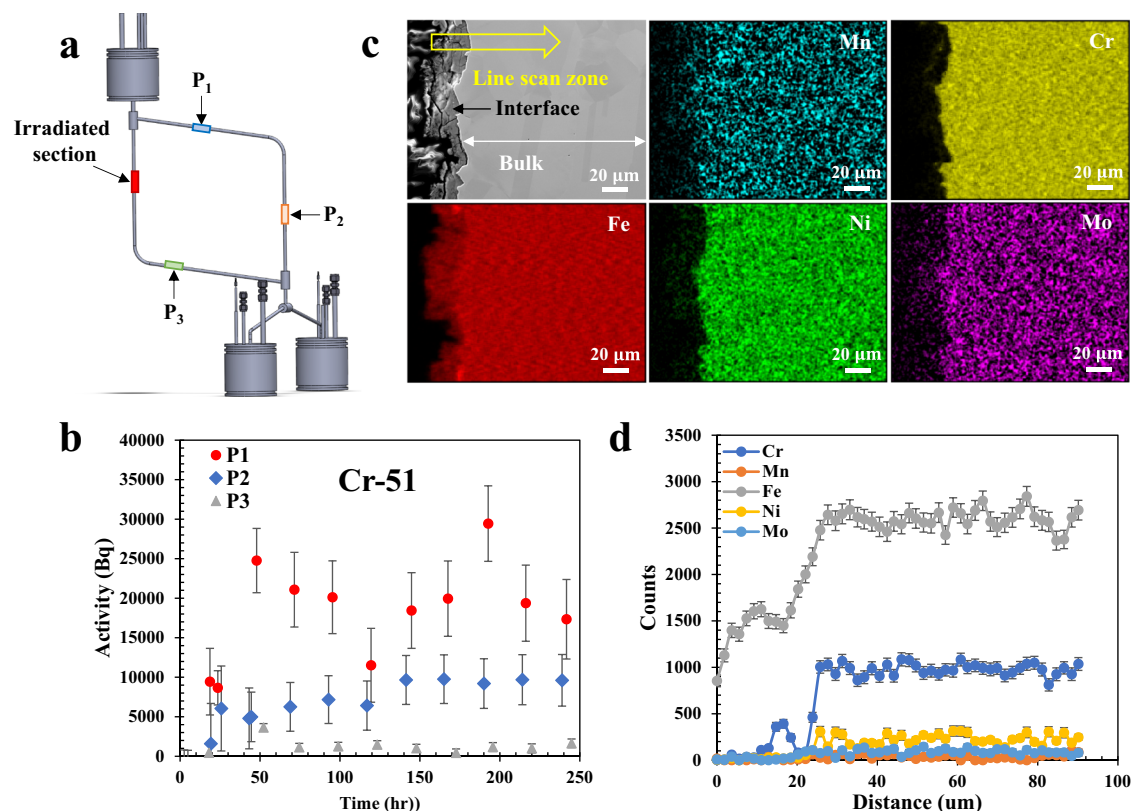 a
P1
Irradiated
section
P2
P3
c
Line scan zone
Interface
Bulk
20 μm
Mn
20 μm
Cr
20 μm
Fe
20 μm
Ni
20 μm
Mo
20 μm
b
Cr-51
P1
P2
P3
Activity (Bq)
40000
35000
30000
25000
20000
15000
10000
5000
0
0 50 100 150 200 250
Time (hr))
d
Cr
Mn
Fe
Ni
Mo
Counts
3500
3000
2500
2000
1500
1000
500
0
0 20 40 60 80 100
Distance (um)